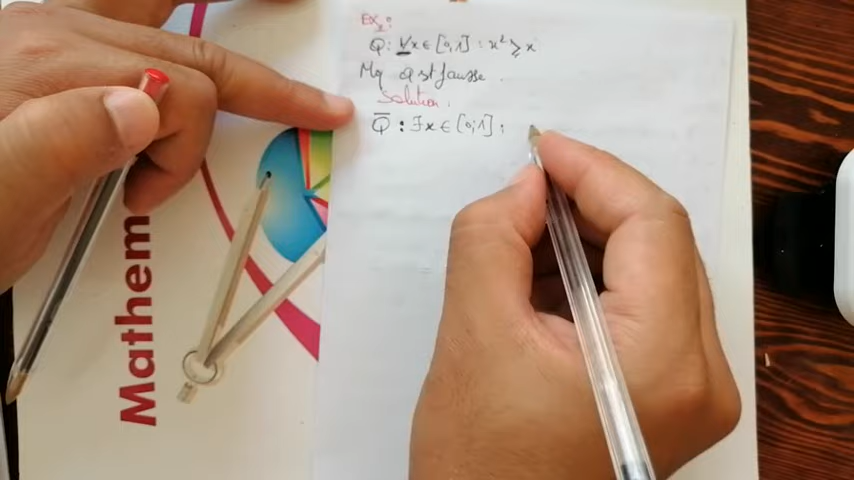 Ex:
Q: ∀x ∈ [0,1] : x² ≥ x
Mq Q est fausse.
Solution.
Q̅ : ∃x ∈ [0;1] ;
Mathem